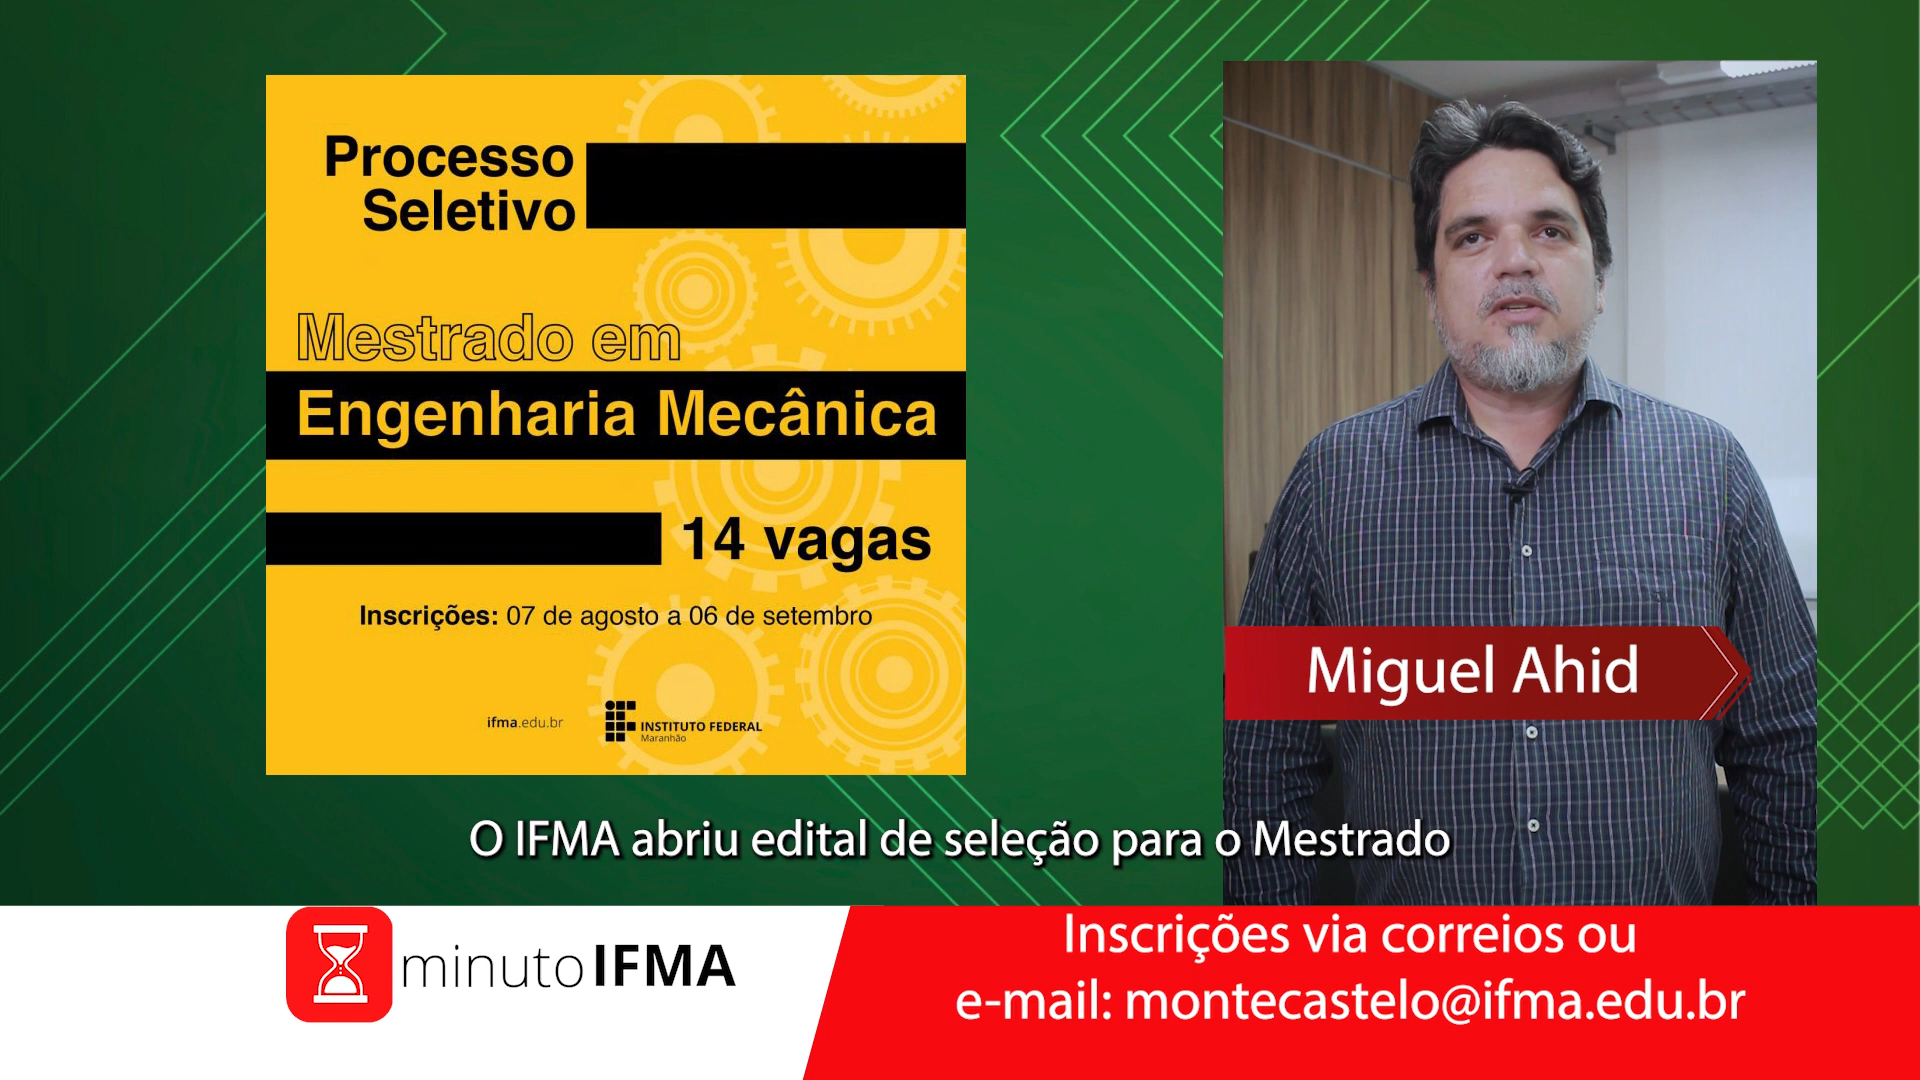 Processo
Seletivo
Mestrado em
Engenharia Mecânica
14 vagas
Inscrições: 07 de agosto a 06 de setembro
ifma.edu.br
INSTITUTO FEDERAL
Maranhão
Miguel Ahid
O IFMA abriu edital de seleção para o Mestrado
minutoIFMA
Inscrições via correios ou
e-mail: montecastelo@ifma.edu.br